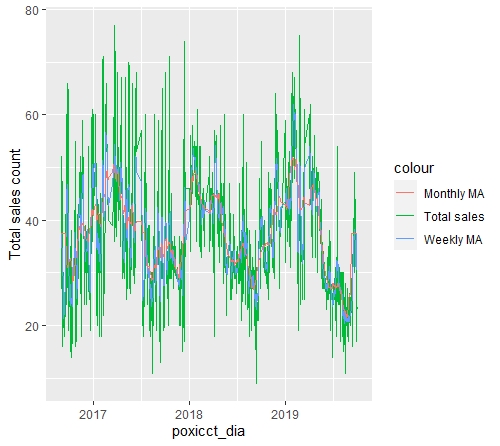 80
60
40
20
Total sales count
2017
2018
2019
poxicct_dia
colour
Monthly MA
Total sales
Weekly MA